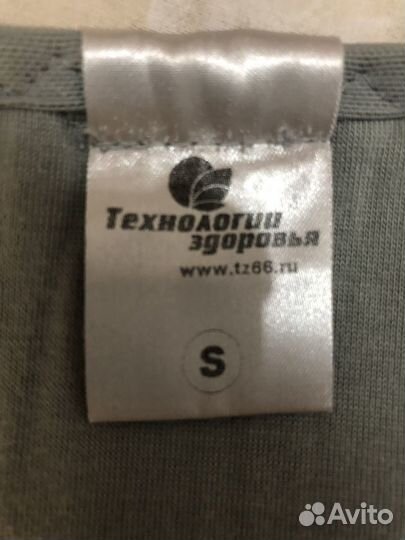 Технологии
здоровья
www.tz66.ru
S
Avito